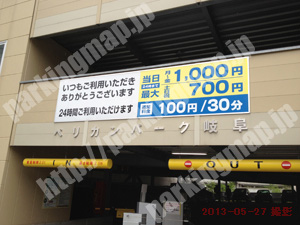 いつもご利用いただき
ありがとうございます
24時間ご利用いただけます
当日
最大
1,000円
700円
100円/30分
ペリカンパーク岐阜
IN
OUT
parkingmap.jp
2013-05-27 撮影